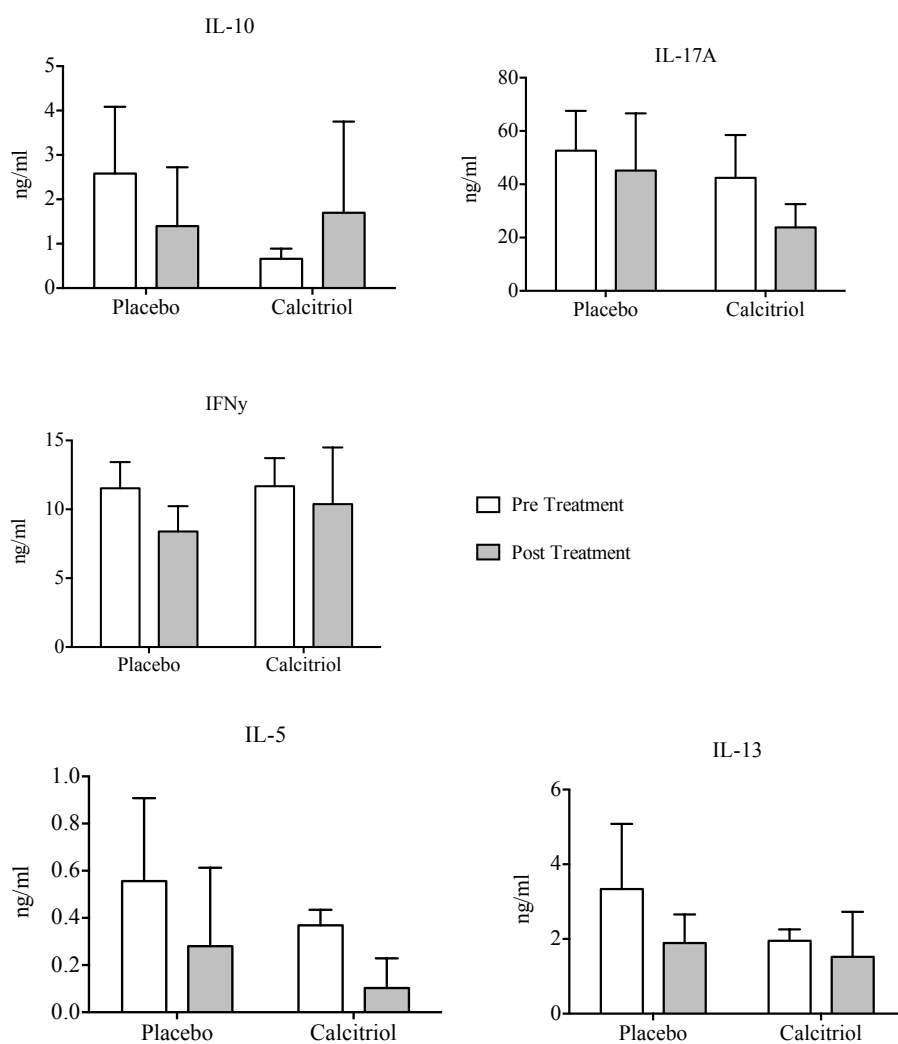 IL-10
5
4
3
2
1
0
ng/ml
Placebo Calcitriol
IL-17A
80
60
40
20
0
ng/ml
Placebo Calcitriol
IFNy
15
10
5
0
ng/ml
Placebo Calcitriol
Pre Treatment
Post Treatment
IL-5
1.0
0.8
0.6
0.4
0.2
0.0
ng/ml
Placebo Calcitriol
IL-13
6
4
2
0
ng/ml
Placebo Calcitriol